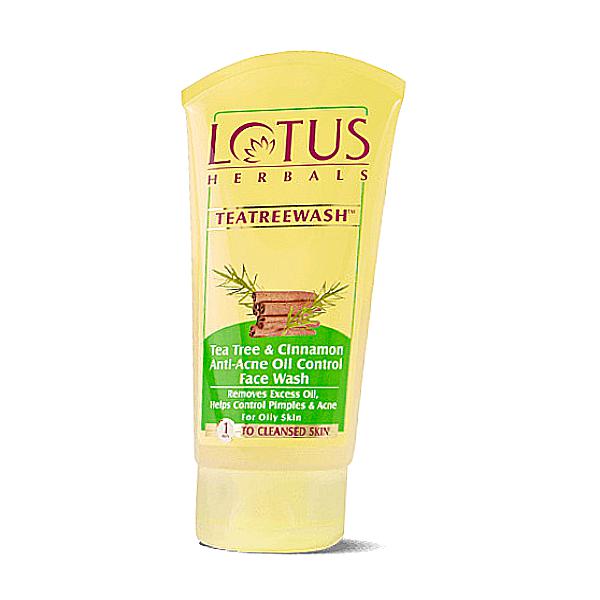 LOTUS
HERBALS
TEATREEWASH™
Tea Tree & Cinnamon
Anti-Acne Oil Control
Face Wash
Removes Excess Oil,
Helps Control Pimples & Acne
For Oily Skin
1 TO CLEANSED SKIN